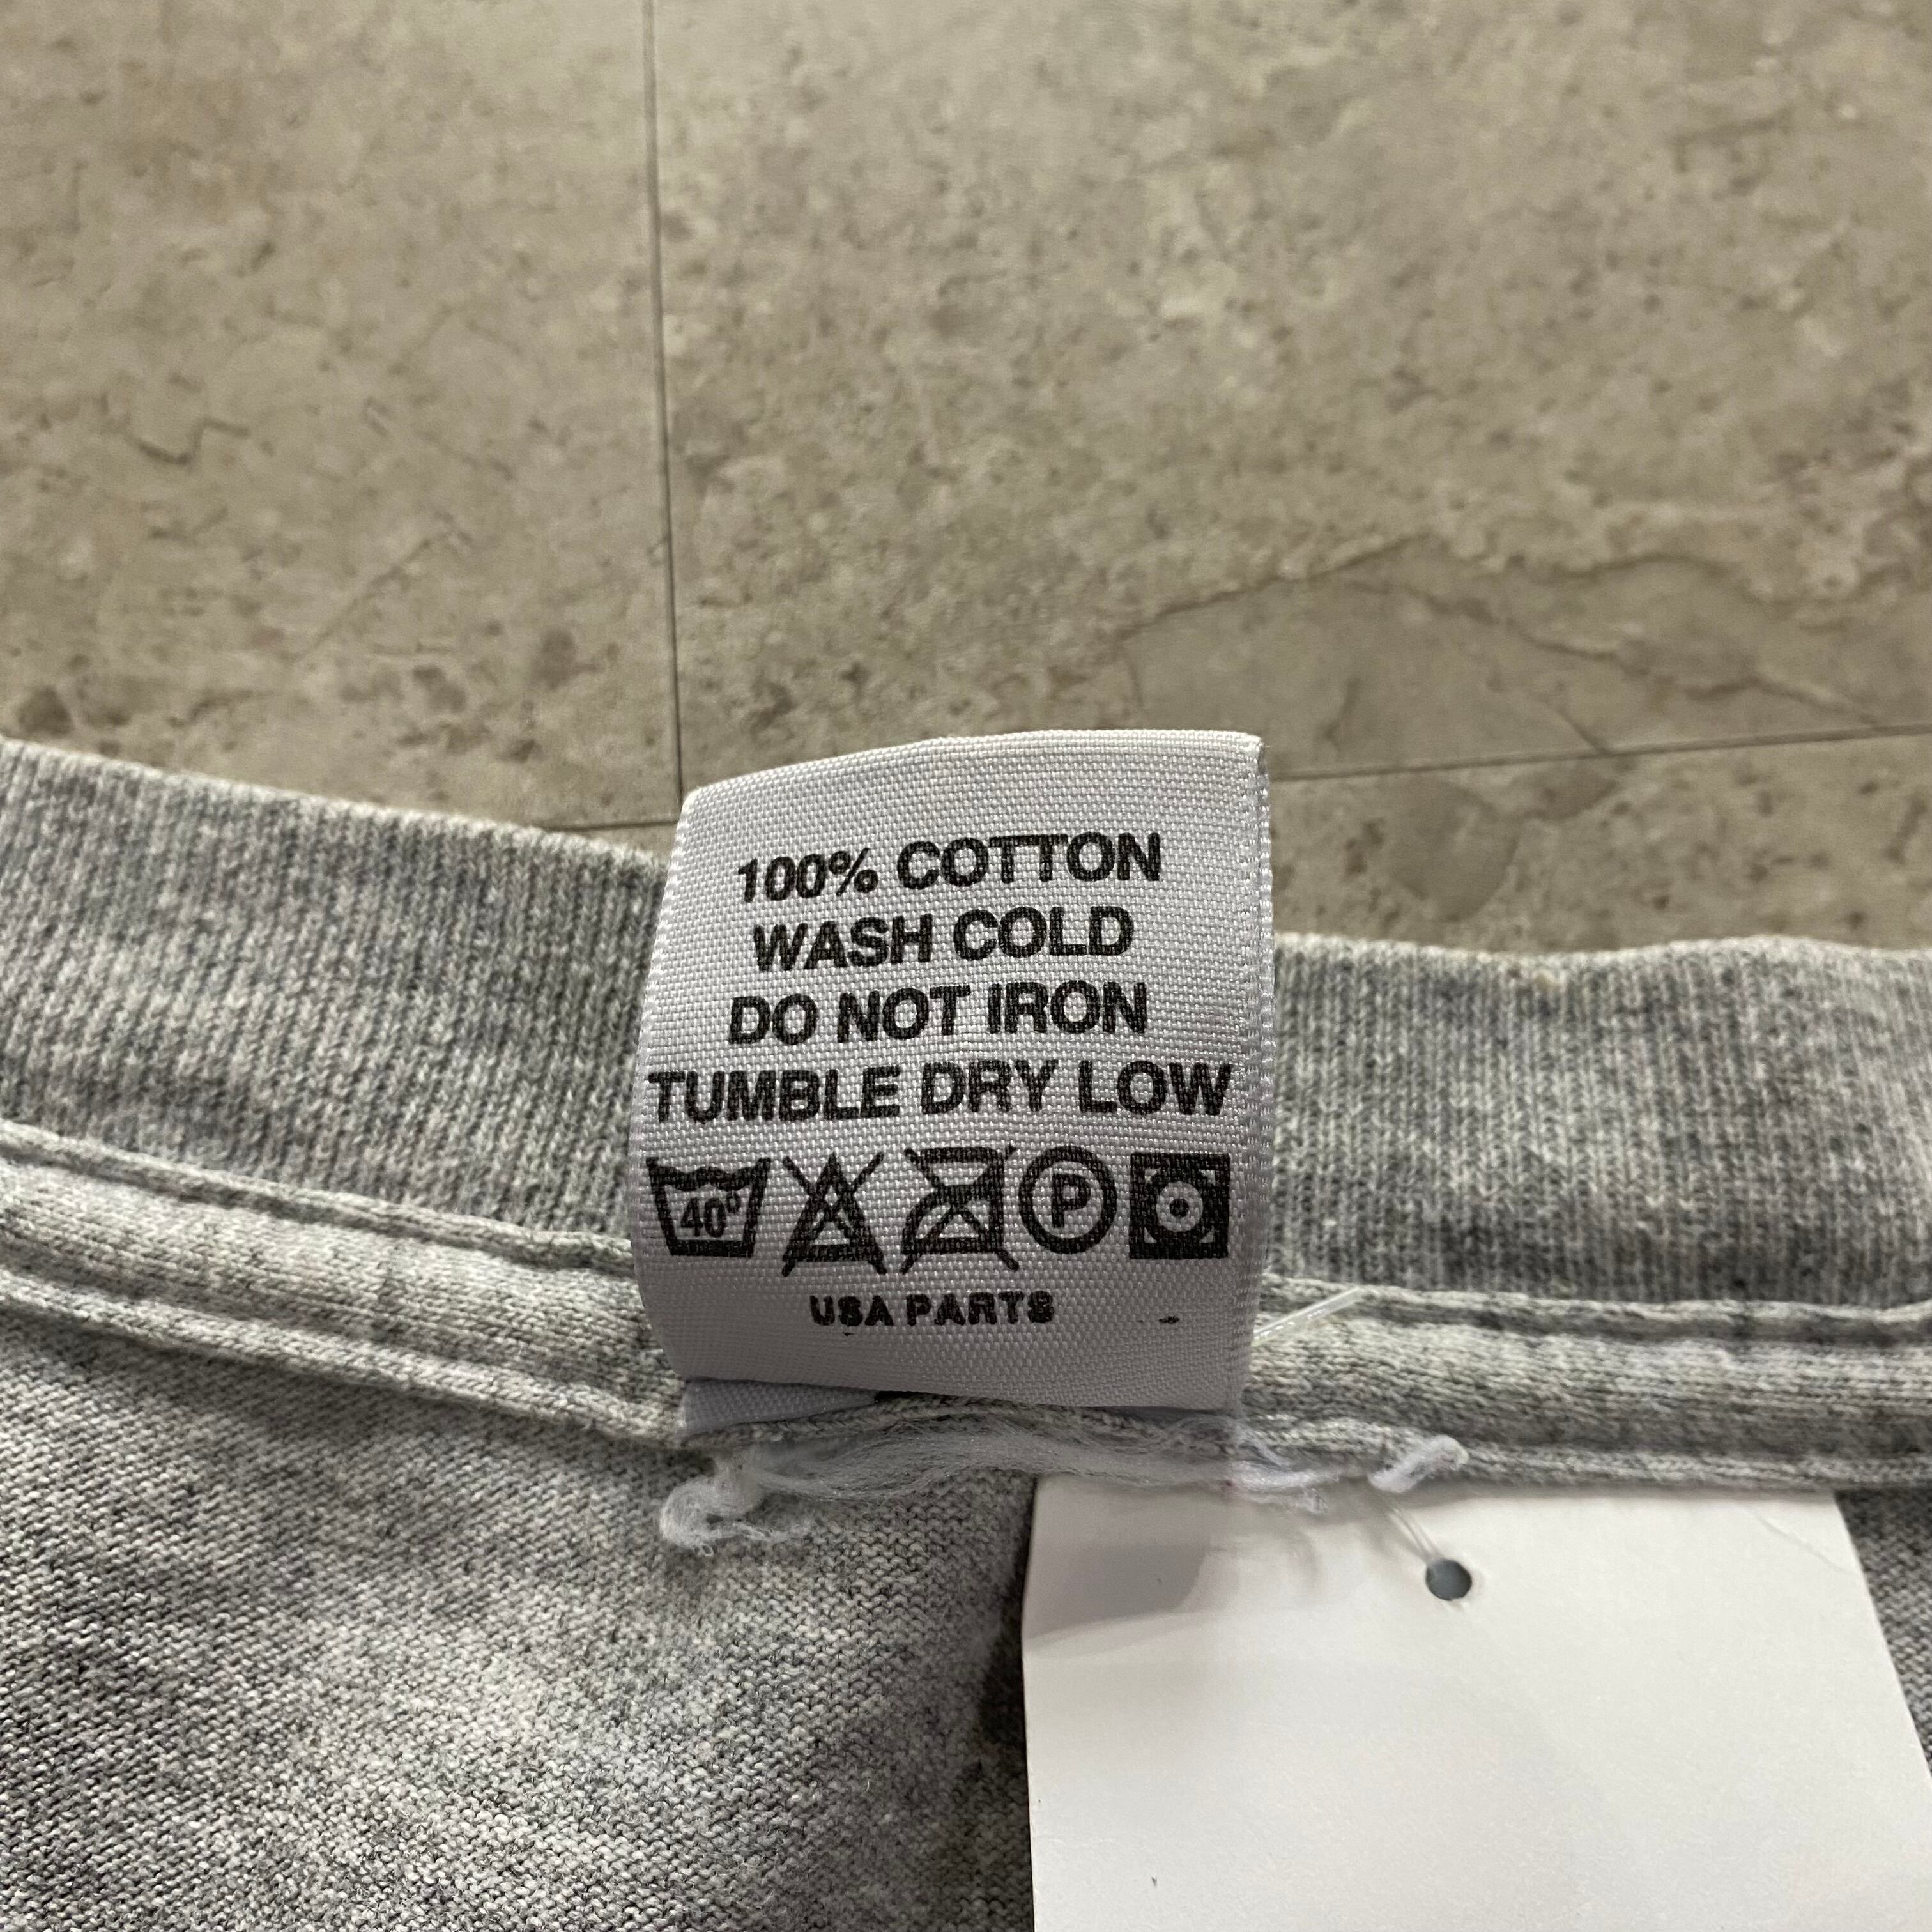 100% COTTON
WASH COLD
DO NOT IRON
TUMBLE DRY LOW
40° P
USA PARTS